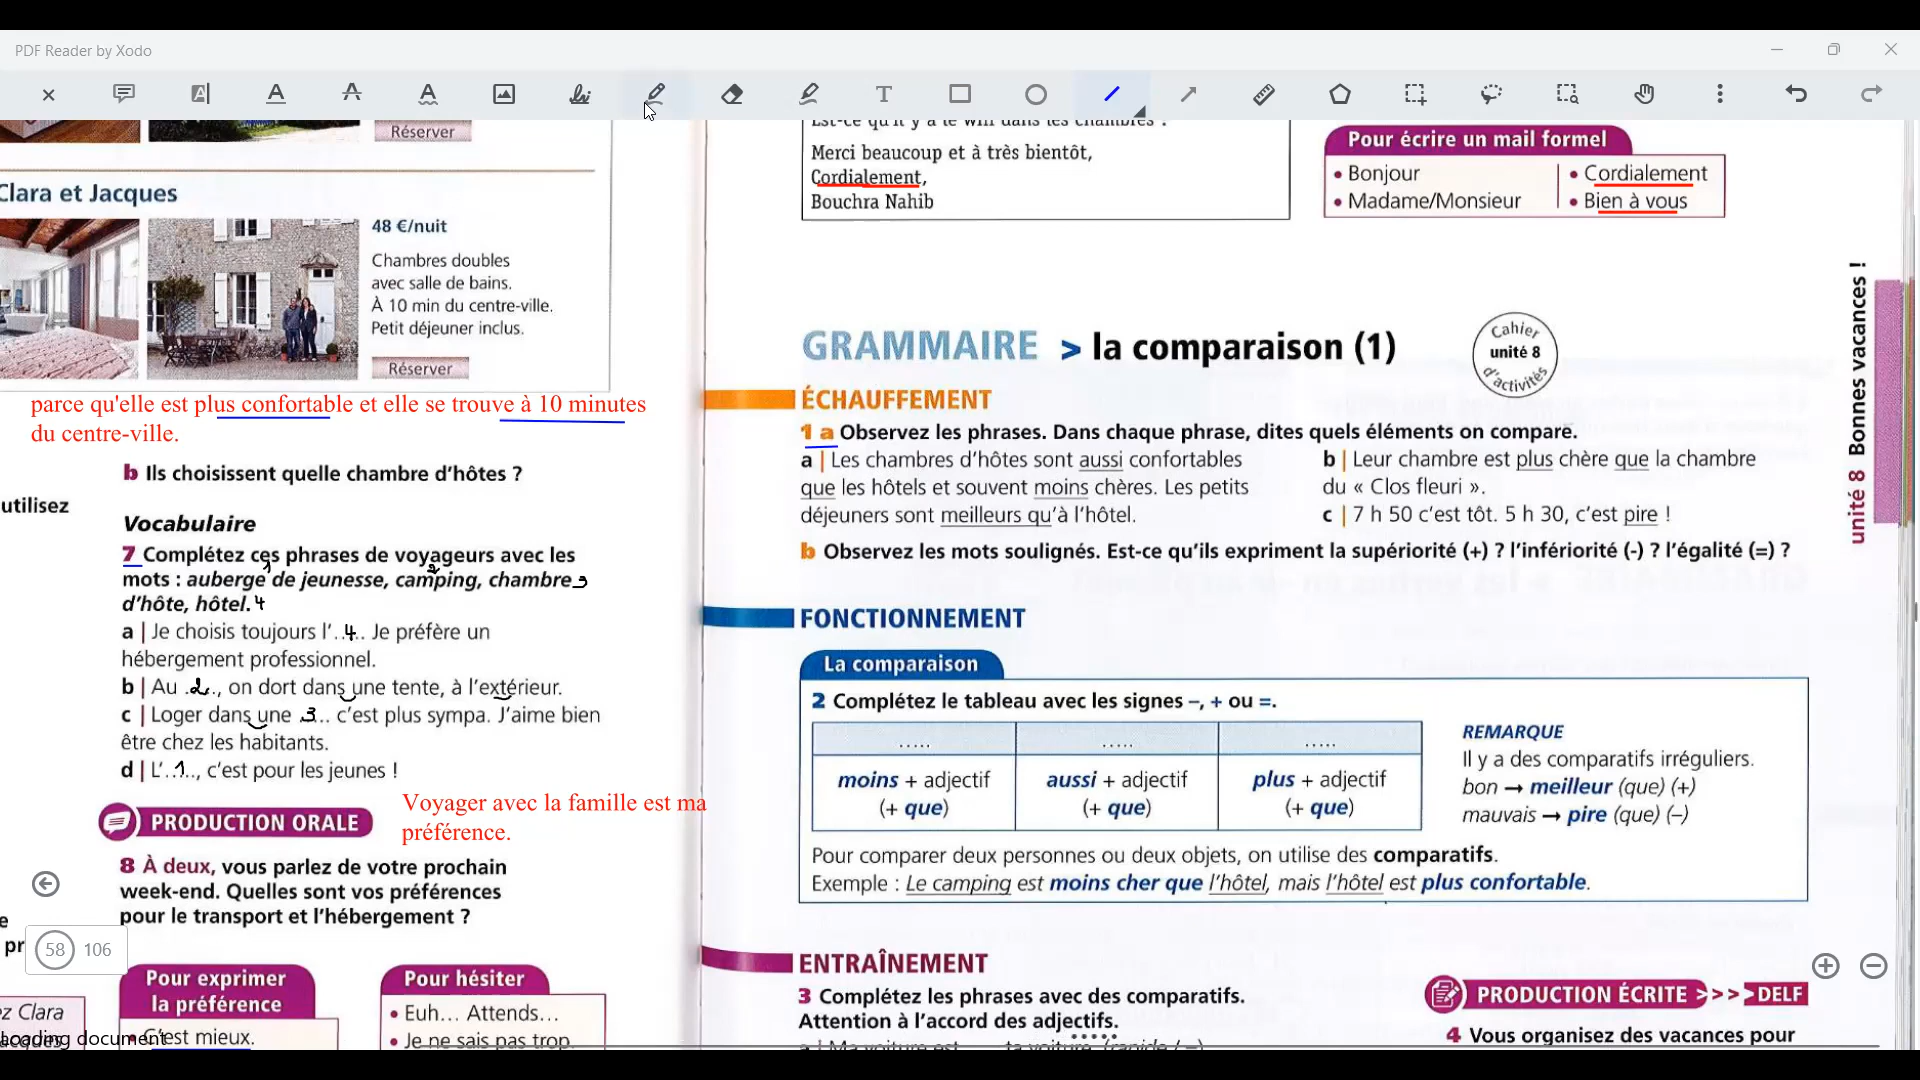 PDF Reader by Xodo
Réserver
Clara et Jacques
48 €/nuit
Chambres doubles
avec salle de bains.
À 10 min du centre-ville.
Petit déjeuner inclus.
Réserver
parce qu'elle est plus confortable et elle se trouve à 10 minutes
du centre-ville.
b Ils choisissent quelle chambre d'hôtes ?
utilisez
Vocabulaire
7 Complétez ces phrases de voyageurs avec les
mots : auberge de jeunesse, camping, chambre 3
d'hôte, hôtel. 4
a | Je choisis toujours l'..4.. Je préfère un
hébergement professionnel.
b | Au .2.., on dort dans une tente, à l'extérieur.
c | Loger dans une .3.. c'est plus sympa. J'aime bien
être chez les habitants.
d | L'..1.., c'est pour les jeunes !
PRODUCTION ORALE
Voyager avec la famille est ma
préférence.
8 À deux, vous parlez de votre prochain
week-end. Quelles sont vos préférences
pour le transport et l'hébergement ?
e
pr
58 106
Pour exprimer
la préférence
• C'est mieux.
Pour hésiter
• Euh... Attends...
• Je ne sais pas trop.
ez Clara
Loading document
Merci beaucoup et à très bientôt,
Cordialement,
Bouchra Nahib
Pour écrire un mail formel
• Bonjour
• Madame/Monsieur
• Cordialement
• Bien à vous
GRAMMAIRE > la comparaison (1)
Cahier
unité 8
d'activités
ÉCHAUFFEMENT
1 a Observez les phrases. Dans chaque phrase, dites quels éléments on compare.
a | Les chambres d'hôtes sont aussi confortables
que les hôtels et souvent moins chères. Les petits
déjeuners sont meilleurs qu'à l'hôtel.
b | Leur chambre est plus chère que la chambre
du « Clos fleuri ».
c | 7 h 50 c'est tôt. 5 h 30, c'est pire !
b Observez les mots soulignés. Est-ce qu'ils expriment la supériorité (+) ? l'infériorité (-) ? l'égalité (=) ?
FONCTIONNEMENT
La comparaison
2 Complétez le tableau avec les signes –, + ou =.
..... ..... .....
moins + adjectif
(+ que)
aussi + adjectif
(+ que)
plus + adjectif
(+ que)
REMARQUE
Il y a des comparatifs irréguliers.
bon → meilleur (que) (+)
mauvais → pire (que) (–)
Pour comparer deux personnes ou deux objets, on utilise des comparatifs.
Exemple : Le camping est moins cher que l'hôtel, mais l'hôtel est plus confortable.
ENTRAÎNEMENT
3 Complétez les phrases avec des comparatifs.
Attention à l'accord des adjectifs.
PRODUCTION ÉCRITE >>> >DELF
4 Vous organisez des vacances pour
unité 8 Bonnes vacances !